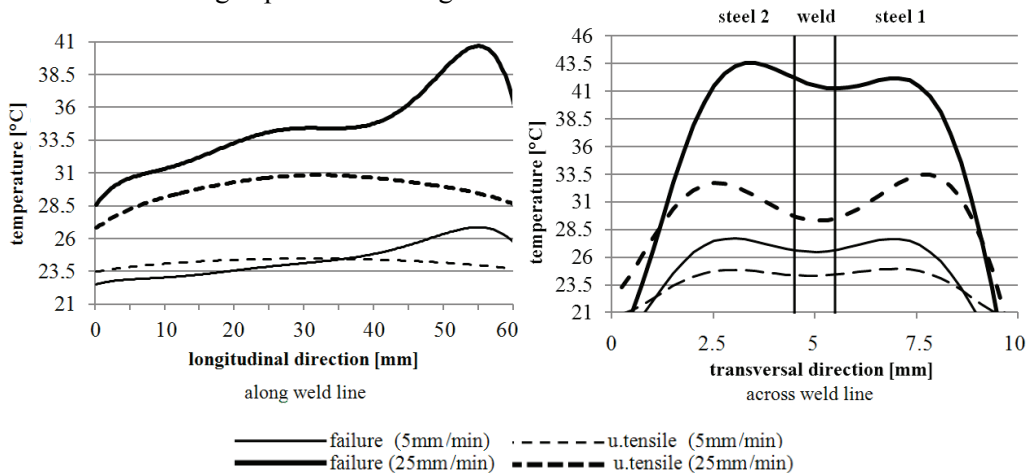 steel 2 weld steel 1
temperature [°C]
41
38.5
36
33.5
31
28.5
26
23.5
21
0 10 20 30 40 50 60
longitudinal direction [mm]
along weld line
temperature [°C]
46
43.5
41
38.5
36
33.5
31
28.5
26
23.5
21
0 2.5 5 7.5 10
transversal direction [mm]
across weld line
failure (5mm/min) u.tensile (5mm/min)
failure (25mm/min) u.tensile (25mm/min)